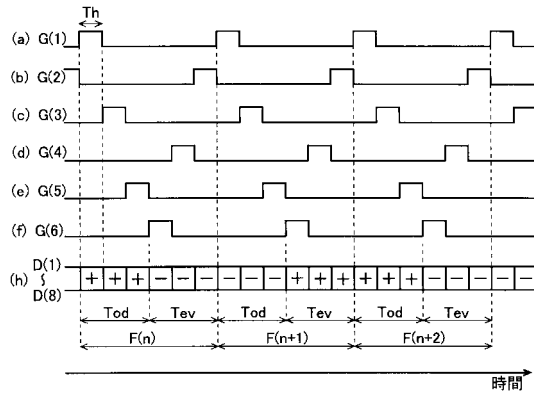 Th
(a) G(1)
(b) G(2)
(c) G(3)
(d) G(4)
(e) G(5)
(f) G(6)
D(1)
(h) ∫
D(8)
+ + + − − − − − − + + + + + + − − − − −
Tod Tev Tod Tev Tod Tev
F(n) F(n+1) F(n+2)
時間